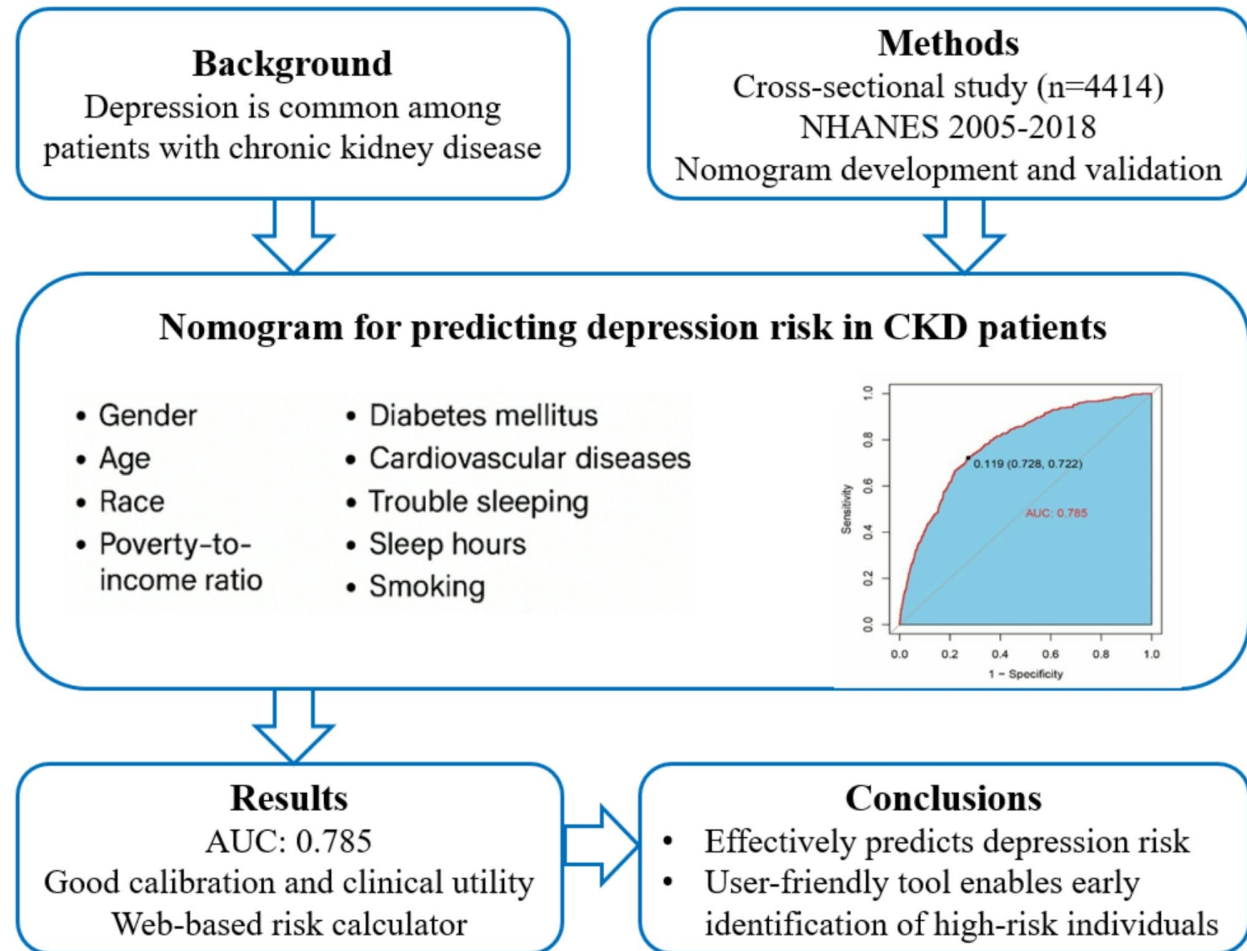 Background
Depression is common among
patients with chronic kidney disease
Methods
Cross-sectional study (n=4414)
NHANES 2005-2018
Nomogram development and validation
Nomogram for predicting depression risk in CKD patients
• Gender
• Age
• Race
• Poverty-to-
income ratio
• Diabetes mellitus
• Cardiovascular diseases
• Trouble sleeping
• Sleep hours
• Smoking
Sensitivity
1.0
0.8
0.6
0.4
0.2
0.0
0.119 (0.728, 0.722)
AUC: 0.785
0.0 0.2 0.4 0.6 0.8 1.0
1 − Specificity
Results
AUC: 0.785
Good calibration and clinical utility
Web-based risk calculator
Conclusions
• Effectively predicts depression risk
• User-friendly tool enables early
identification of high-risk individuals